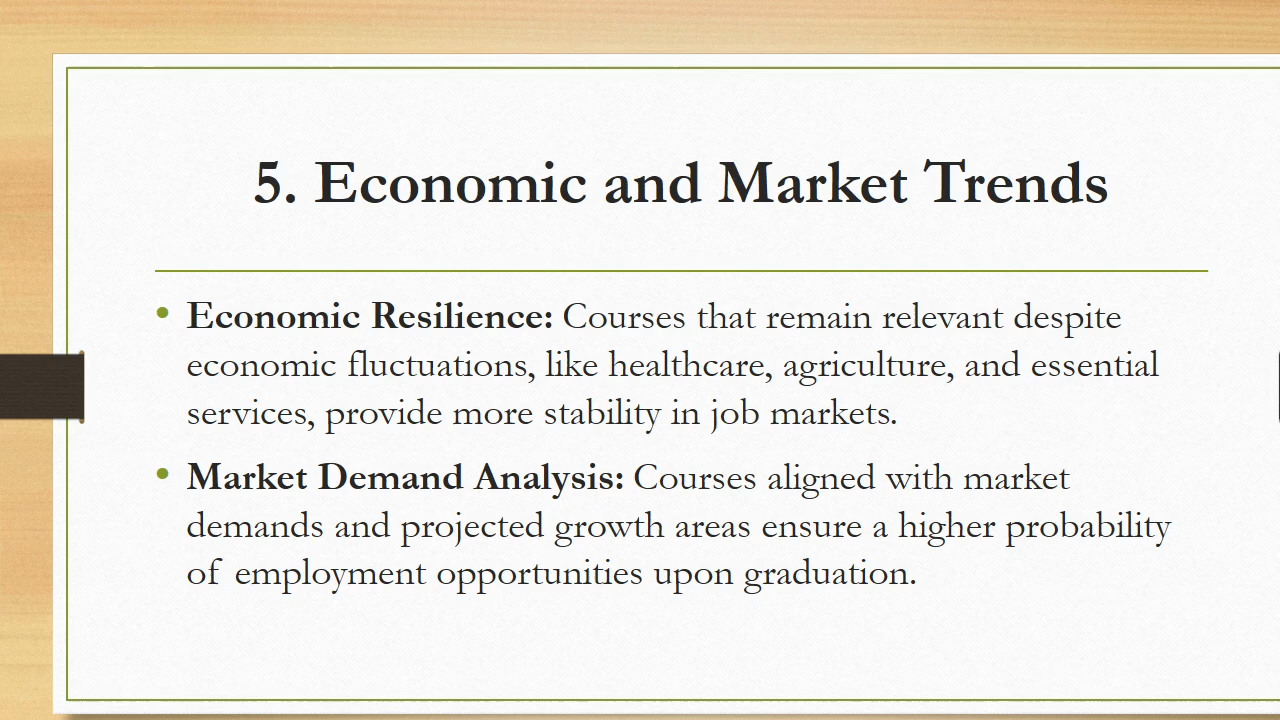 5. Economic and Market Trends
• Economic Resilience: Courses that remain relevant despite
economic fluctuations, like healthcare, agriculture, and essential
services, provide more stability in job markets.
• Market Demand Analysis: Courses aligned with market
demands and projected growth areas ensure a higher probability
of employment opportunities upon graduation.